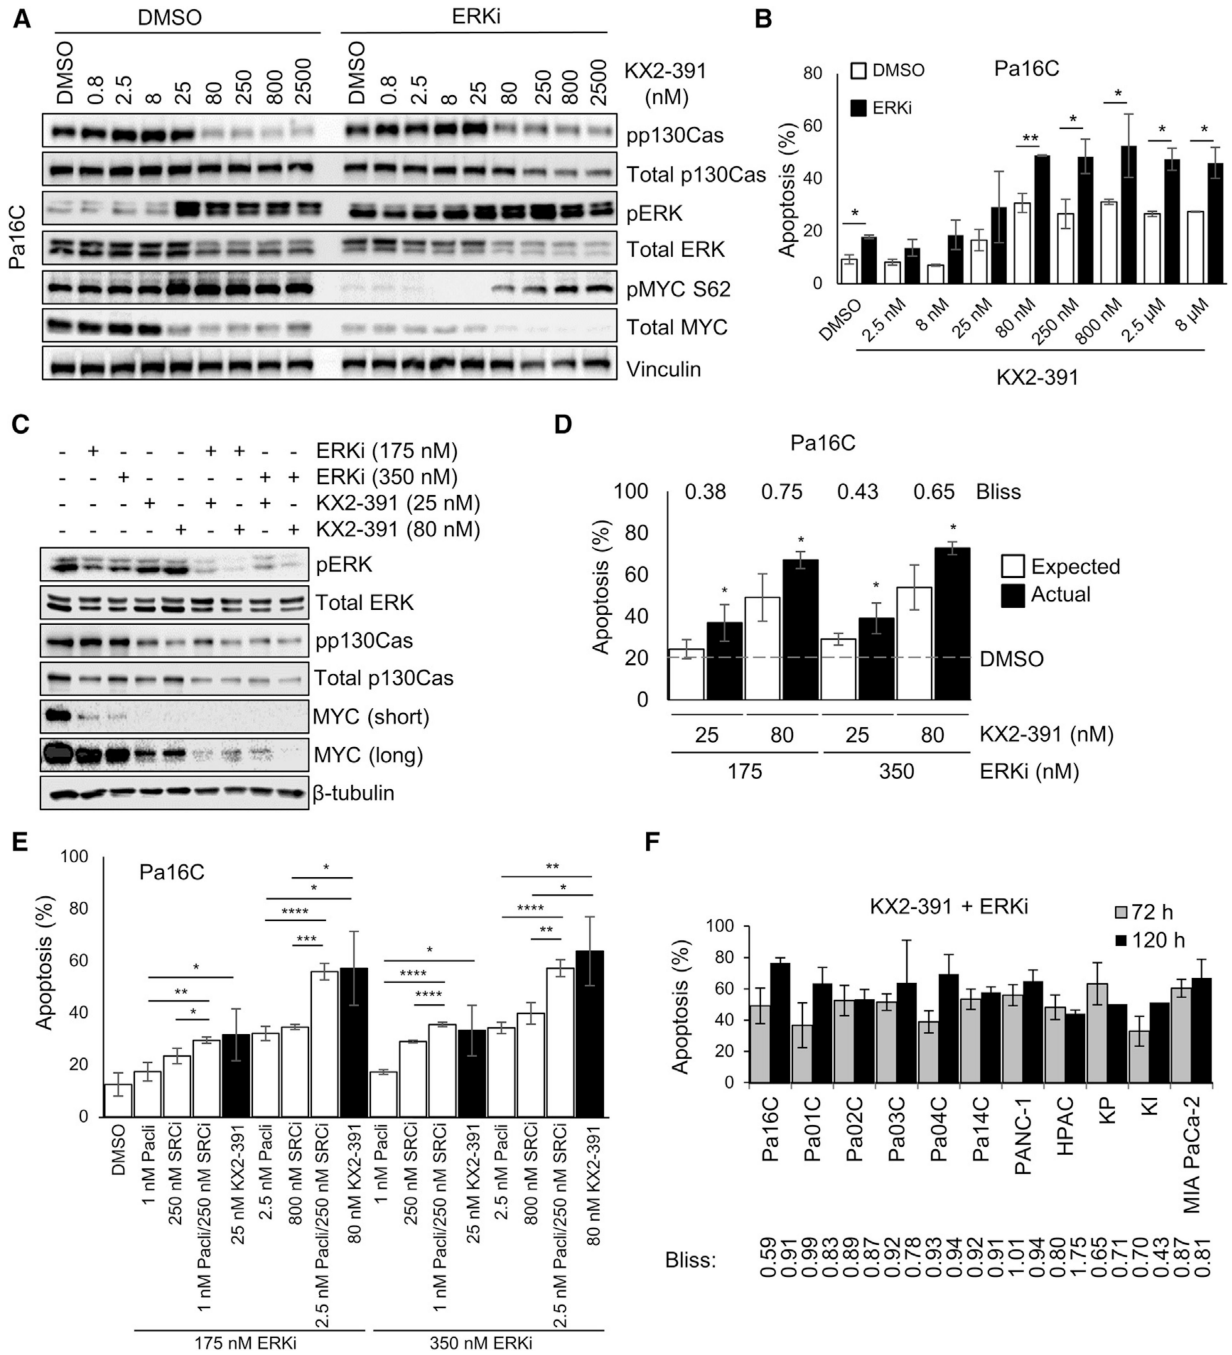 A
DMSO
ERKi
DMSO 0.8 2.5 8 25 80 250 800 2500
DMSO 0.8 2.5 8 25 80 250 800 2500
KX2-391
(nM)
Pa16C
pp130Cas
Total p130Cas
pERK
Total ERK
pMYC S62
Total MYC
Vinculin
B
Pa16C
DMSO
ERKi
Apoptosis (%)
80
60
40
20
0
* ** * * * *
DMSO 2.5 nM 8 nM 25 nM 80 nM 250 nM 800 nM 2.5 µM 8 µM
KX2-391
C
- + - - - + + - - ERKi (175 nM)
- - + - - - - + + ERKi (350 nM)
- - - + - + - + - KX2-391 (25 nM)
- - - - + - + - + KX2-391 (80 nM)
pERK
Total ERK
pp130Cas
Total p130Cas
MYC (short)
MYC (long)
β-tubulin
D
Pa16C
Apoptosis (%)
100
80
60
40
20
0
0.38 0.75 0.43 0.65 Bliss
* * * *
Expected
Actual
DMSO
25 80 25 80 KX2-391 (nM)
175 350 ERKi (nM)
E
Pa16C
Apoptosis (%)
100
80
60
40
20
0
* ** *
* * **** ***
* **** ****
** * **** **
DMSO
1 nM Pacli
250 nM SRCi
1 nM Pacli/250 nM SRCi
25 nM KX2-391
2.5 nM Pacli
800 nM SRCi
2.5 nM Pacli/250 nM SRCi
80 nM KX2-391
1 nM Pacli
250 nM SRCi
1 nM Pacli/250 nM SRCi
25 nM KX2-391
2.5 nM Pacli
800 nM SRCi
2.5 nM Pacli/250 nM SRCi
80 nM KX2-391
175 nM ERKi
350 nM ERKi
F
KX2-391 + ERKi
72 h
120 h
Apoptosis (%)
100
80
60
40
20
0
Pa16C Pa01C Pa02C Pa03C Pa04C Pa14C PANC-1 HPAC KP KI MIA PaCa-2
Bliss: 0.59 0.91 0.99 0.83 0.89 0.87 0.92 0.78 0.93 0.94 0.92 0.91 1.01 0.94 0.80 1.75 0.65 0.71 0.70 0.43 0.87 0.81